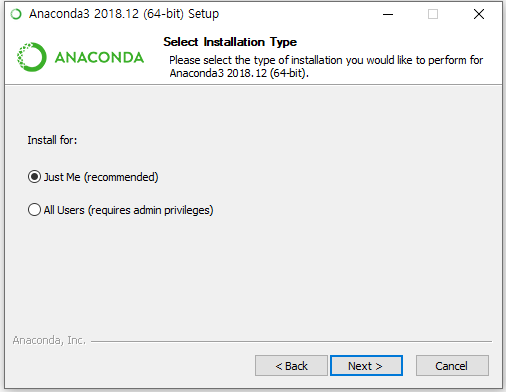 Anaconda3 2018.12 (64-bit) Setup
ANACONDA
Select Installation Type
Please select the type of installation you would like to perform for
Anaconda3 2018.12 (64-bit).
Install for:
Just Me (recommended)
All Users (requires admin privileges)
Anaconda, Inc.
< Back
Next >
Cancel